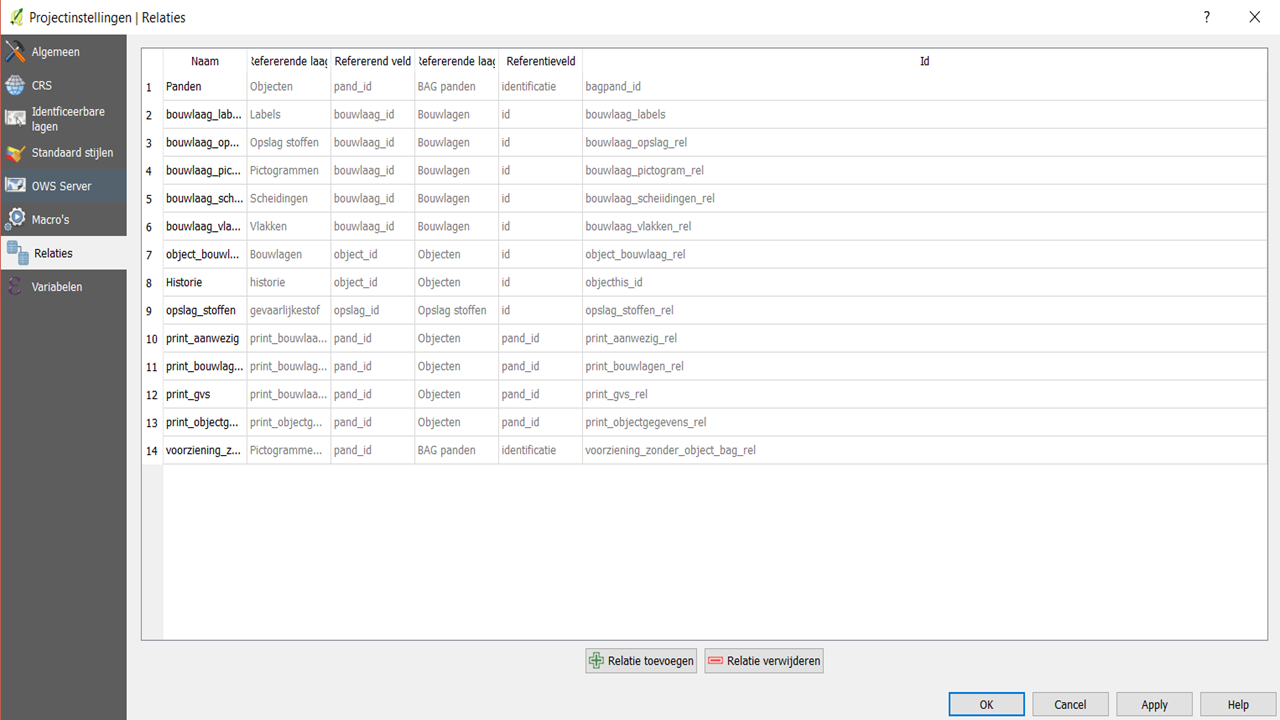 Projectinstellingen | Relaties
?
Algemeen
CRS
Identficeerbare
lagen
Standaard stijlen
OWS Server
Macro's
Relaties
Variabelen
Naam Refererende laag Refererend veld Refererende laag Referentieveld Id
1 Panden Objecten pand_id BAG panden identificatie bagpand_id
2 bouwlaag_lab... Labels bouwlaag_id Bouwlagen id bouwlaag_labels
3 bouwlaag_op... Opslag stoffen bouwlaag_id Bouwlagen id bouwlaag_opslag_rel
4 bouwlaag_pic... Pictogrammen bouwlaag_id Bouwlagen id bouwlaag_pictogram_rel
5 bouwlaag_sch... Scheidingen bouwlaag_id Bouwlagen id bouwlaag_scheiidingen_rel
6 bouwlaag_vla... Vlakken bouwlaag_id Bouwlagen id bouwlaag_vlakken_rel
7 object_bouwl... Bouwlagen object_id Objecten id object_bouwlaag_rel
8 Historie historie object_id Objecten id objecthis_id
9 opslag_stoffen gevaarlijkestof opslag_id Opslag stoffen id opslag_stoffen_rel
10 print_aanwezig print_bouwlaa... pand_id Objecten pand_id print_aanwezig_rel
11 print_bouwlag... print_bouwlag... pand_id Objecten pand_id print_bouwlagen_rel
12 print_gvs print_bouwlaa... pand_id Objecten pand_id print_gvs_rel
13 print_objectg... print_objectg... pand_id Objecten pand_id print_objectgegevens_rel
14 voorziening_z... Pictogramme... pand_id BAG panden identificatie voorziening_zonder_object_bag_rel
Relatie toevoegen Relatie verwijderen
OK Cancel Apply Help